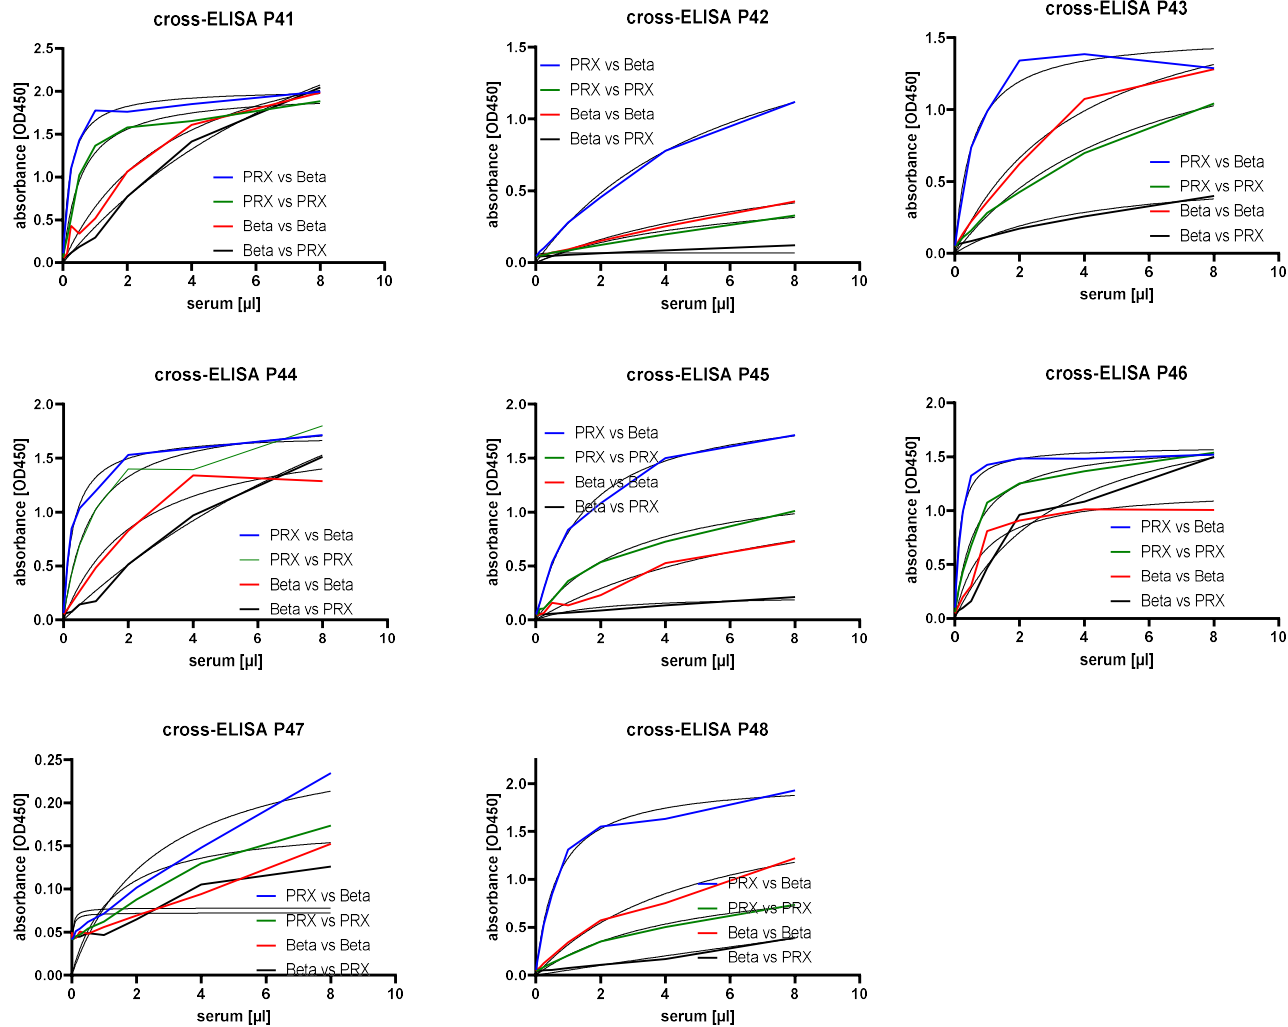 cross-ELISA P41
absorbance [OD450]
2.5
2.0
1.5
1.0
0.5
0.0
PRX vs Beta
PRX vs PRX
Beta vs Beta
Beta vs PRX
0 2 4 6 8 10
serum [µl]
cross-ELISA P42
absorbance [OD450]
1.5
1.0
0.5
0.0
PRX vs Beta
PRX vs PRX
Beta vs Beta
Beta vs PRX
0 2 4 6 8 10
serum [µl]
cross-ELISA P43
absorbance [OD450]
1.5
1.0
0.5
0.0
PRX vs Beta
PRX vs PRX
Beta vs Beta
Beta vs PRX
0 2 4 6 8 10
serum [µl]
cross-ELISA P44
absorbance [OD450]
2.0
1.5
1.0
0.5
0.0
PRX vs Beta
PRX vs PRX
Beta vs Beta
Beta vs PRX
0 2 4 6 8 10
serum [µl]
cross-ELISA P45
absorbance [OD450]
2.0
1.5
1.0
0.5
0.0
PRX vs Beta
PRX vs PRX
Beta vs Beta
Beta vs PRX
0 2 4 6 8 10
serum [µl]
cross-ELISA P46
absorbance [OD450]
2.0
1.5
1.0
0.5
0.0
PRX vs Beta
PRX vs PRX
Beta vs Beta
Beta vs PRX
0 2 4 6 8 10
serum [µl]
cross-ELISA P47
absorbance [OD450]
0.25
0.20
0.15
0.10
0.05
0.00
PRX vs Beta
PRX vs PRX
Beta vs Beta
Beta vs PRX
0 2 4 6 8 10
serum [µl]
cross-ELISA P48
absorbance [OD450]
2.0
1.5
1.0
0.5
0.0
PRX vs Beta
PRX vs PRX
Beta vs Beta
Beta vs PRX
0 2 4 6 8 10
serum [µl]